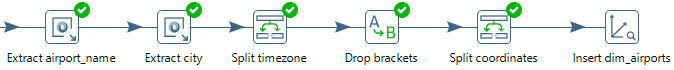 Extract airport_name
Extract city
Split timezone
A
B
Drop brackets
Split coordinates
Insert dim_airports